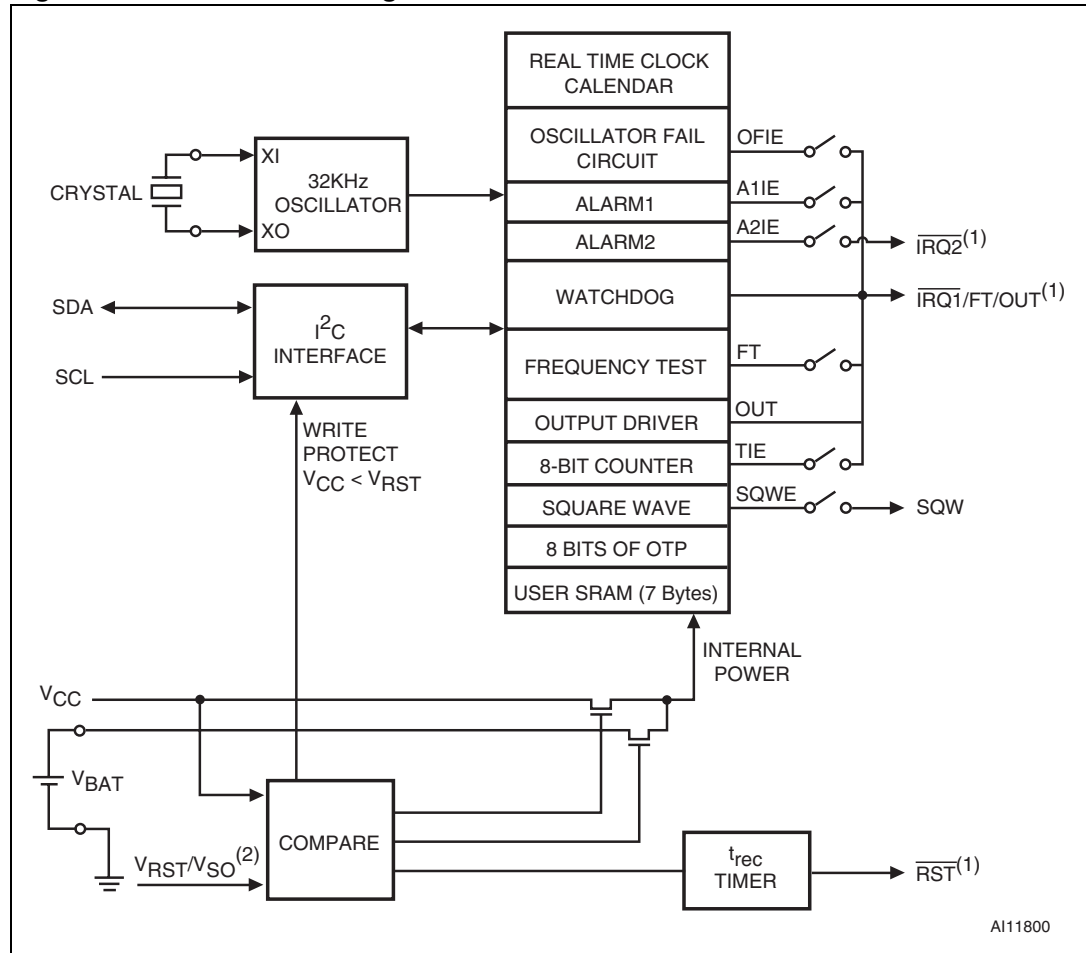 REAL TIME CLOCK
CALENDAR
OSCILLATOR FAIL
CIRCUIT
OFIE
XI
CRYSTAL
32KHz
OSCILLATOR
XO
ALARM1
A1IE
ALARM2
A2IE
IRQ2(1)
WATCHDOG
IRQ1/FT/OUT(1)
SDA
I2C
INTERFACE
SCL
FREQUENCY TEST
FT
OUTPUT DRIVER
OUT
WRITE
PROTECT
VCC < VRST
8-BIT COUNTER
TIE
SQUARE WAVE
SQWE
SQW
8 BITS OF OTP
USER SRAM (7 Bytes)
INTERNAL
POWER
VCC
VBAT
COMPARE
VRST/VSO(2)
trec
TIMER
RST(1)
AI11800